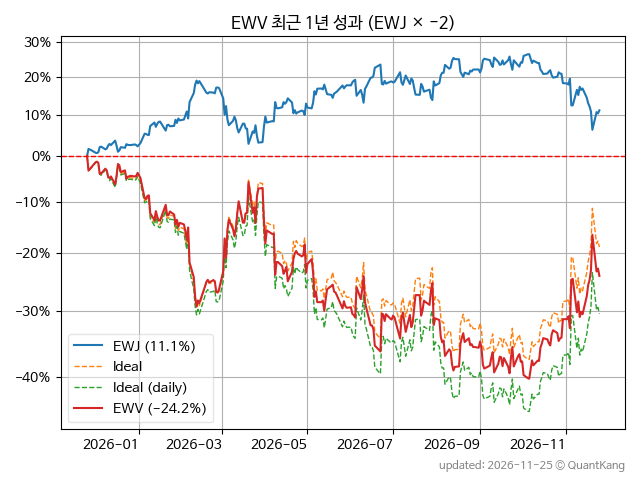 EWV 최근 1년 성과 (EWJ × −2)
30%
20%
10%
0%
−10%
−20%
−30%
−40%
EWJ (11.1%)
Ideal
Ideal (daily)
EWV (−24.2%)
2026-01
2026-03
2026-05
2026-07
2026-09
2026-11
updated: 2026-11-25 © QuantKang